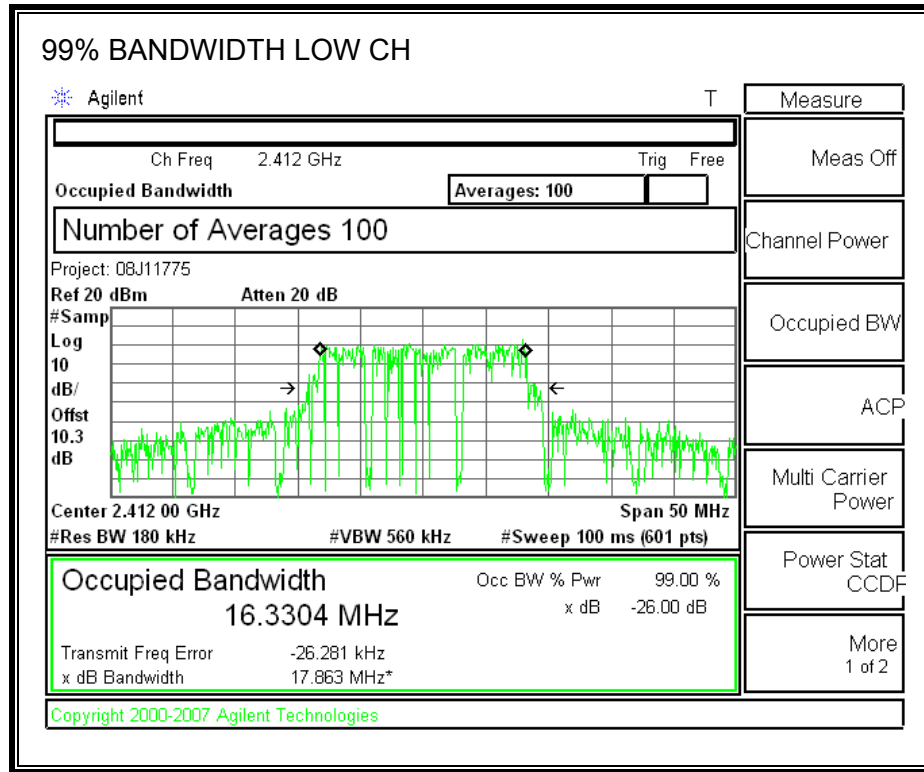 99% BANDWIDTH LOW CH
Agilent T
Measure
Ch Freq 2.412 GHz Trig Free
Meas Off
Occupied Bandwidth Averages: 100
Number of Averages 100
Channel Power
Project: 08J11775
Ref 20 dBm Atten 20 dB
#Samp
Log
10
dB/
Offst
10.3
dB
Occupied BW
ACP
Center 2.412 00 GHz Span 50 MHz
#Res BW 180 kHz #VBW 560 kHz #Sweep 100 ms (601 pts)
Multi Carrier
Power
Occupied Bandwidth Occ BW % Pwr 99.00 %
16.3304 MHz x dB -26.00 dB
Power Stat
CCDF
Transmit Freq Error -26.281 kHz
x dB Bandwidth 17.863 MHz*
More
1 of 2
Copyright 2000-2007 Agilent Technologies